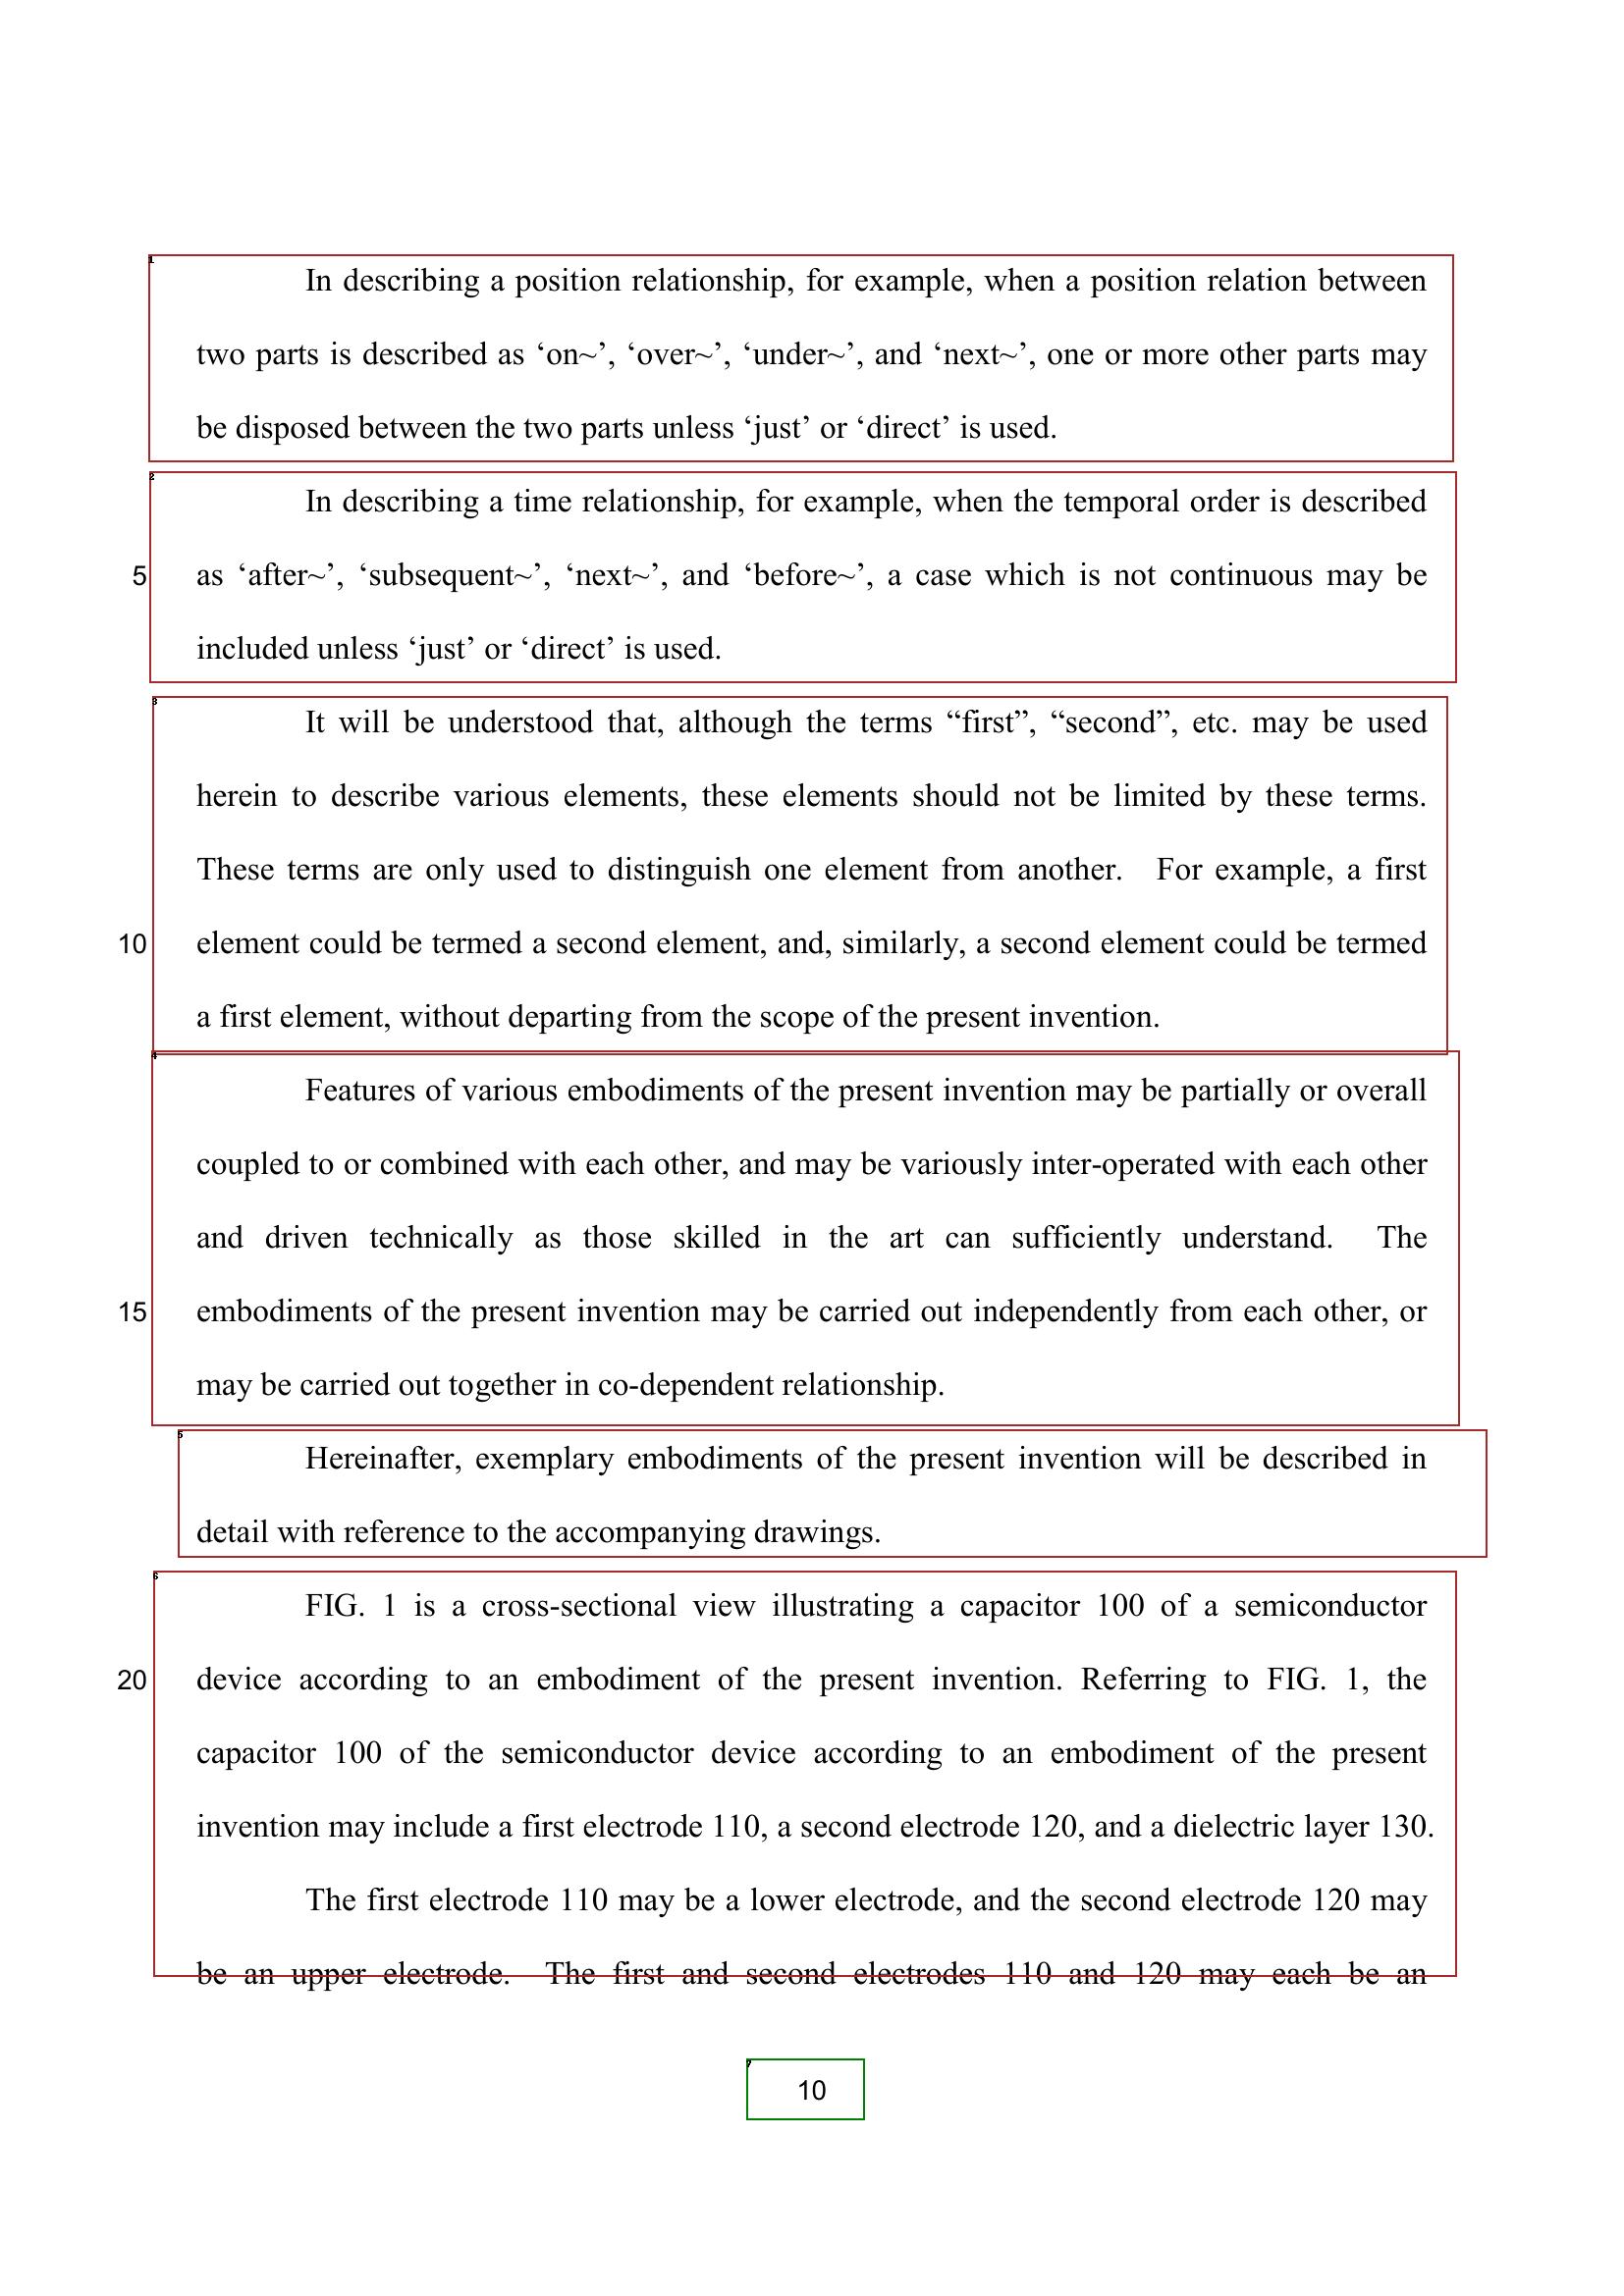 In describing a position relationship, for example, when a position relation between
two parts is described as ‘on~’, ‘over~’, ‘under~’, and ‘next~’, one or more other parts may
be disposed between the two parts unless ‘just’ or ‘direct’ is used.
In describing a time relationship, for example, when the temporal order is described
5 as ‘after~’, ‘subsequent~’, ‘next~’, and ‘before~’, a case which is not continuous may be
included unless ‘just’ or ‘direct’ is used.
It will be understood that, although the terms “first”, “second”, etc. may be used
herein to describe various elements, these elements should not be limited by these terms.
These terms are only used to distinguish one element from another. For example, a first
10 element could be termed a second element, and, similarly, a second element could be termed
a first element, without departing from the scope of the present invention.
Features of various embodiments of the present invention may be partially or overall
coupled to or combined with each other, and may be variously inter-operated with each other
and driven technically as those skilled in the art can sufficiently understand. The
15 embodiments of the present invention may be carried out independently from each other, or
may be carried out together in co-dependent relationship.
Hereinafter, exemplary embodiments of the present invention will be described in
detail with reference to the accompanying drawings.
FIG. 1 is a cross-sectional view illustrating a capacitor 100 of a semiconductor
20 device according to an embodiment of the present invention. Referring to FIG. 1, the
capacitor 100 of the semiconductor device according to an embodiment of the present
invention may include a first electrode 110, a second electrode 120, and a dielectric layer 130.
The first electrode 110 may be a lower electrode, and the second electrode 120 may
be an upper electrode. The first and second electrodes 110 and 120 may each be an
10